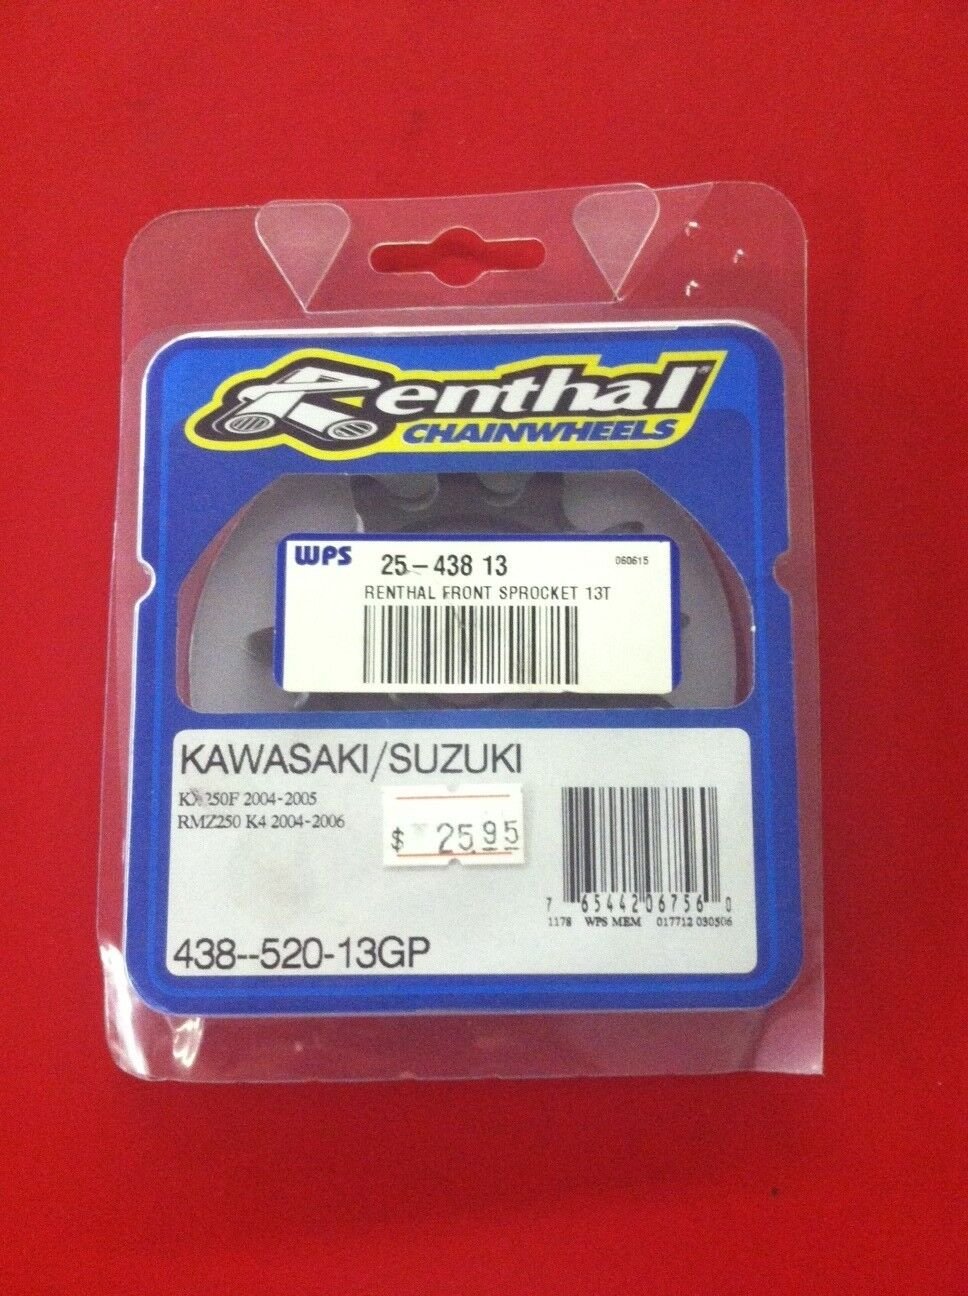 Renthal
CHAINWHEELS
WPS 25-438 13 060615
RENTHAL FRONT SPROCKET 13T
KAWASAKI/SUZUKI
KX250F 2004-2005
RMZ250 K4 2004-2006
$ 25.95
7 65442 06756 0
1178 WPS MEM 017712 030506
438--520-13GP